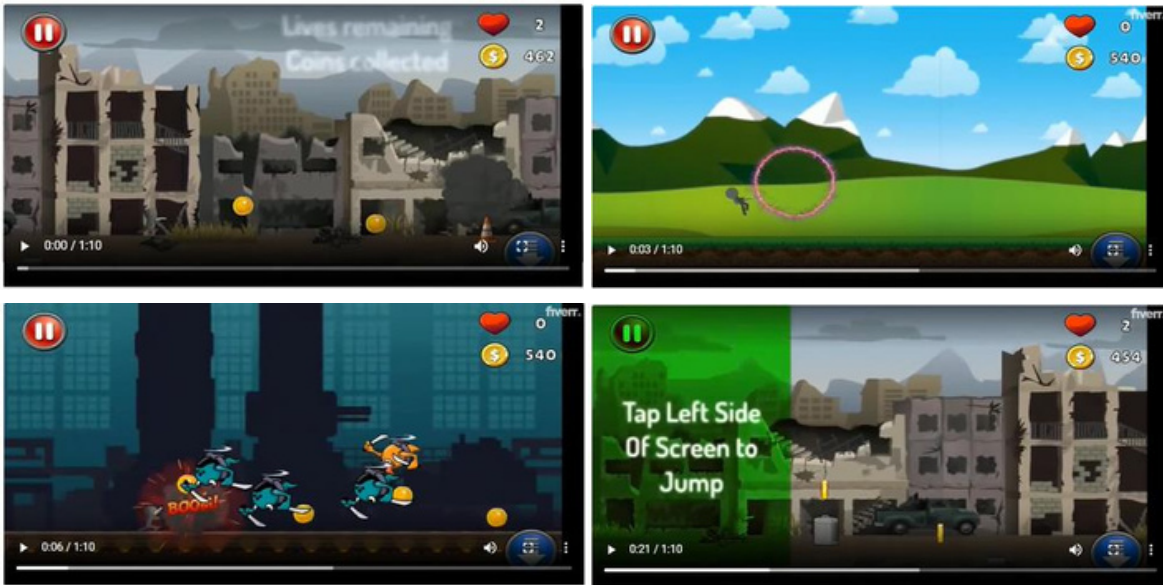 Lives remaining
Coins collected
2
462
0:00 / 1:10
fiverr.
0
540
0:03 / 1:10
fiverr.
0
540
BOOM!
0:06 / 1:10
fiverr.
2
454
Tap Left Side
Of Screen to
Jump
0:21 / 1:10